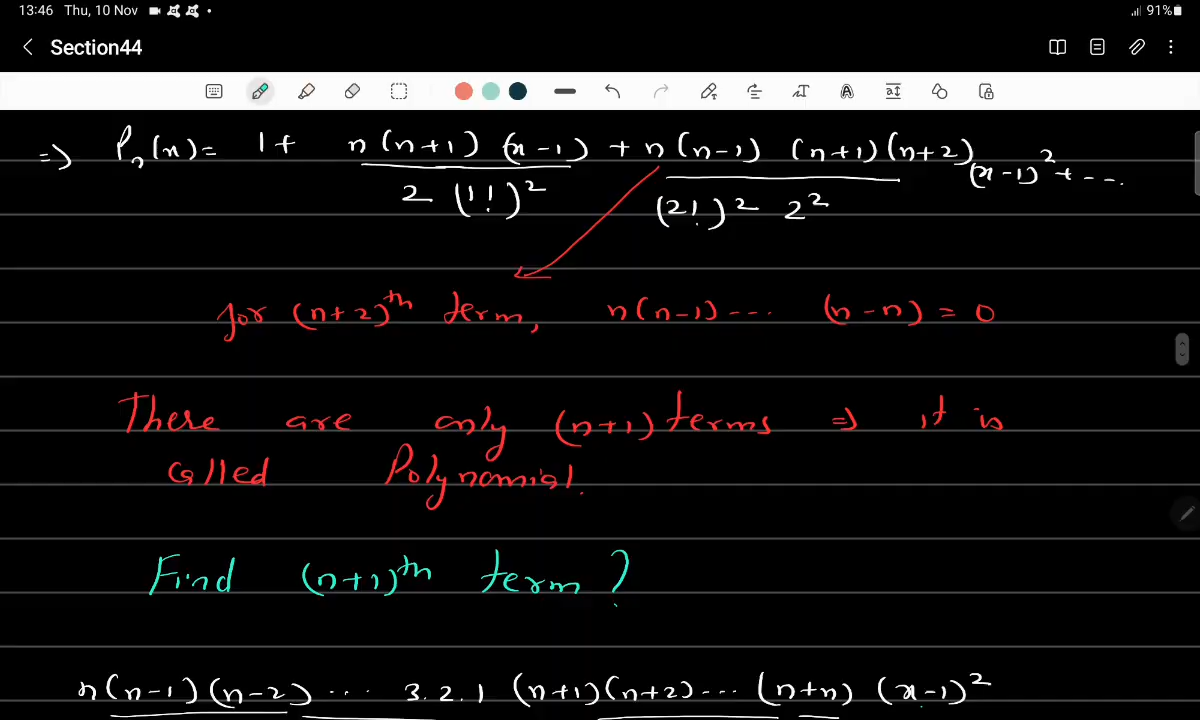 13:46 Thu, 10 Nov 91%
Section44
=> Pn(x) = 1 + n(n+1)(x-1) / 2(1!)^2 + n(n-1)(n+1)(n+2) / (2!)^2 2^2 (x-1)^2 + ...
for (n+2)^th term, n(n-1)... (n-n) = 0
There are only (n+1) terms => it is
called Polynomial.
Find (n+1)^th term ?
n(n-1)(n-2) ... 3.2.1 (n+1)(n+2)... (n+n) (x-1)^2